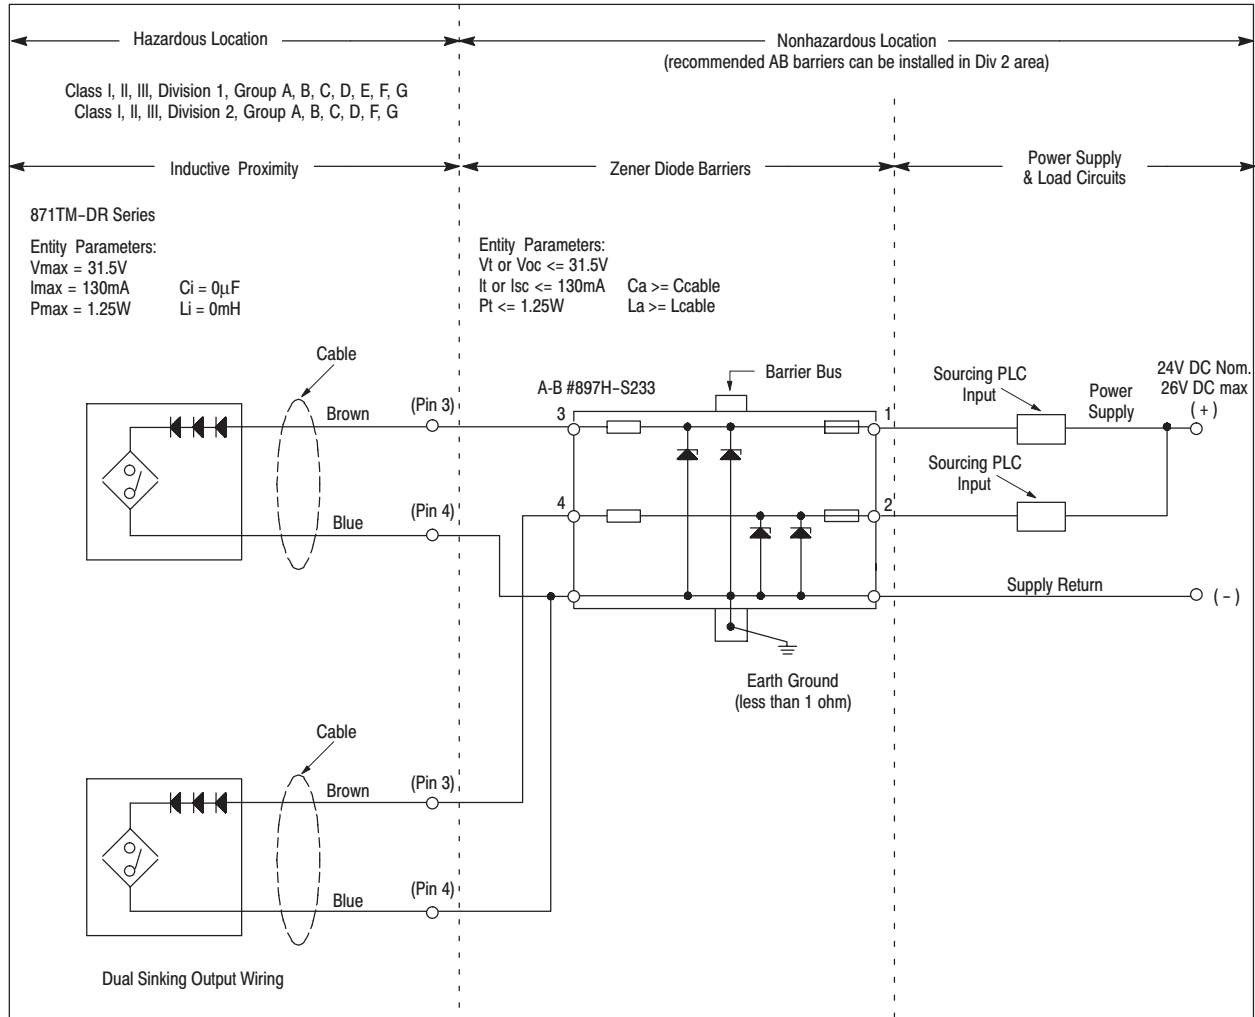 Hazardous Location
Nonhazardous Location
(recommended AB barriers can be installed in Div 2 area)
Class I, II, III, Division 1, Group A, B, C, D, E, F, G
Class I, II, III, Division 2, Group A, B, C, D, F, G
Inductive Proximity
Zener Diode Barriers
Power Supply
& Load Circuits
871TM-DR Series
Entity Parameters:
Vmax = 31.5V
Imax = 130mA Ci = 0µF
Pmax = 1.25W Li = 0mH
Entity Parameters:
Vt or Voc <= 31.5V
It or Isc <= 130mA Ca >= Ccable
Pt <= 1.25W La >= Lcable
Cable
Brown
(Pin 3)
Blue
(Pin 4)
A-B #897H-S233
Barrier Bus
3
1
4
2
Sourcing PLC
Input
Power
Supply
24V DC Nom.
26V DC max
( + )
Sourcing PLC
Input
Supply Return
( - )
Earth Ground
(less than 1 ohm)
Cable
Brown
(Pin 3)
Blue
(Pin 4)
Dual Sinking Output Wiring